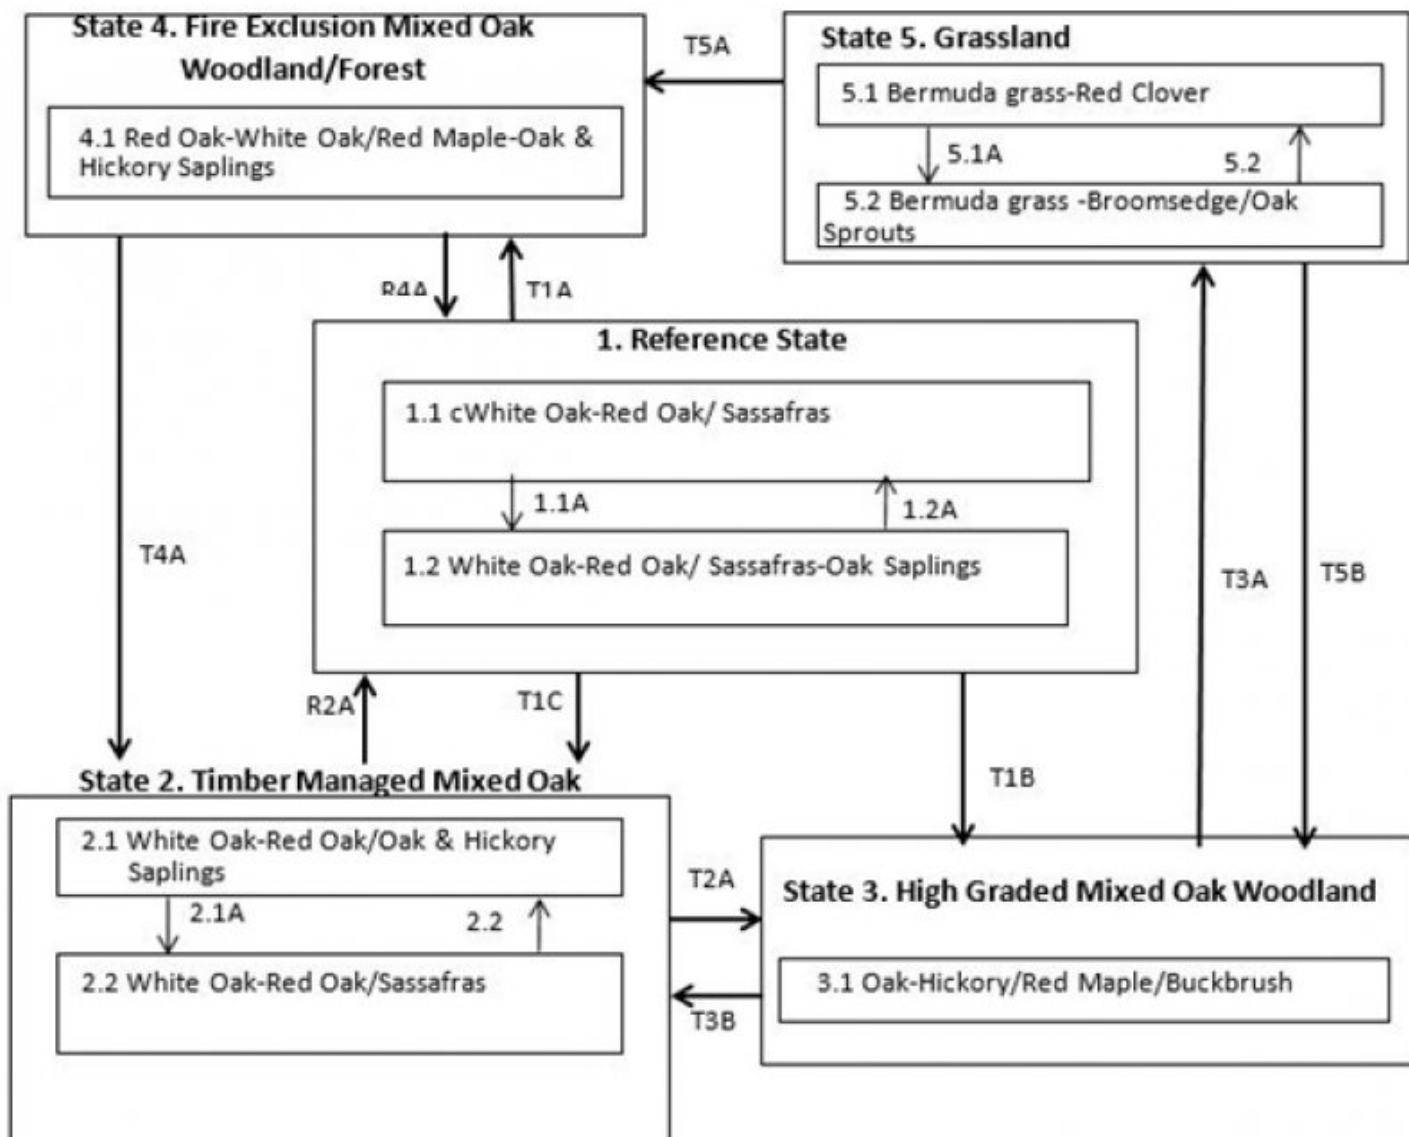 State 4. Fire Exclusion Mixed Oak
Woodland/Forest
4.1 Red Oak-White Oak/Red Maple-Oak &
Hickory Saplings
T5A
State 5. Grassland
5.1 Bermuda grass-Red Clover
5.1A
5.2
5.2 Bermuda grass -Broomsedge/Oak
Sprouts
R4A
T1A
1. Reference State
1.1 cWhite Oak-Red Oak/ Sassafras
1.1A
1.2A
1.2 White Oak-Red Oak/ Sassafras-Oak Saplings
T4A
T3A
T5B
R2A
T1C
T1B
State 2. Timber Managed Mixed Oak
2.1 White Oak-Red Oak/Oak & Hickory
Saplings
2.1A
2.2
2.2 White Oak-Red Oak/Sassafras
T2A
T3B
State 3. High Graded Mixed Oak Woodland
3.1 Oak-Hickory/Red Maple/Buckbrush